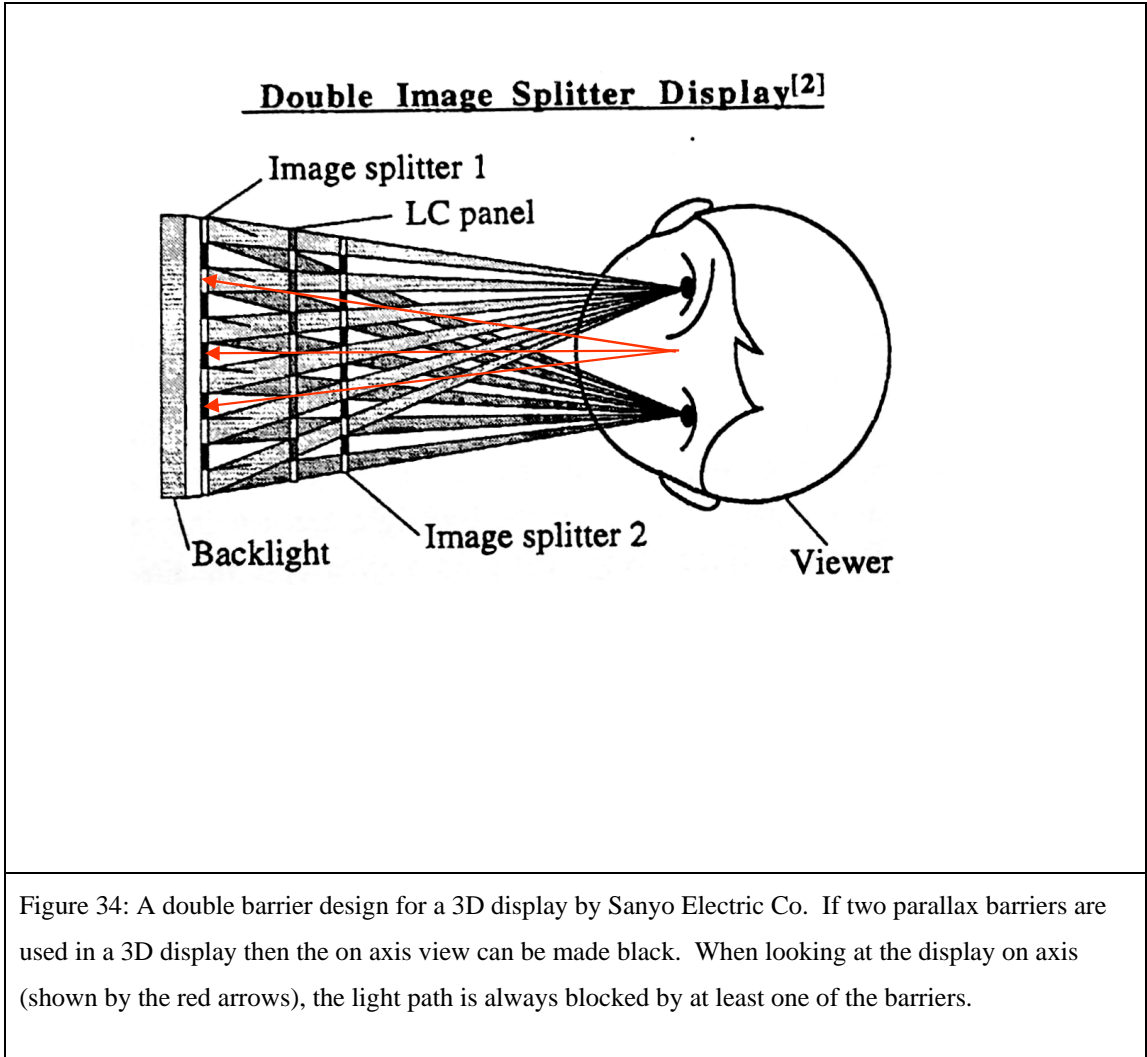 Double Image Splitter Display[2]
Image splitter 1
LC panel
Image splitter 2
Backlight
Viewer
Figure 34: A double barrier design for a 3D display by Sanyo Electric Co.  If two parallax barriers are
used in a 3D display then the on axis view can be made black.  When looking at the display on axis
(shown by the red arrows), the light path is always blocked by at least one of the barriers.